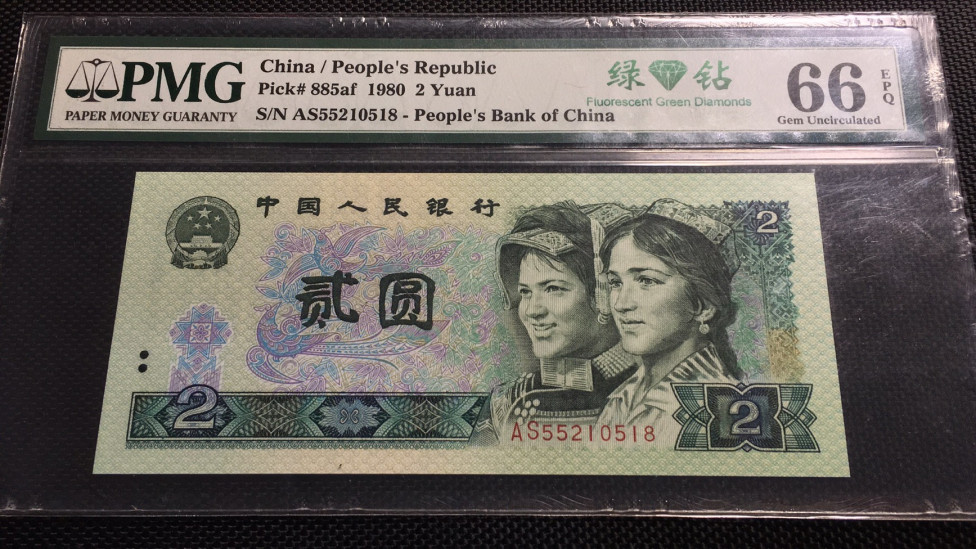 PMG
PAPER MONEY GUARANTY
China / People's Republic
Pick# 885af 1980 2 Yuan
S/N AS55210518 - People's Bank of China
绿 钻
Fluorescent Green Diamonds
66
EPQ
Gem Uncirculated
中国人民银行
2
贰圆
2
2
AS55210518